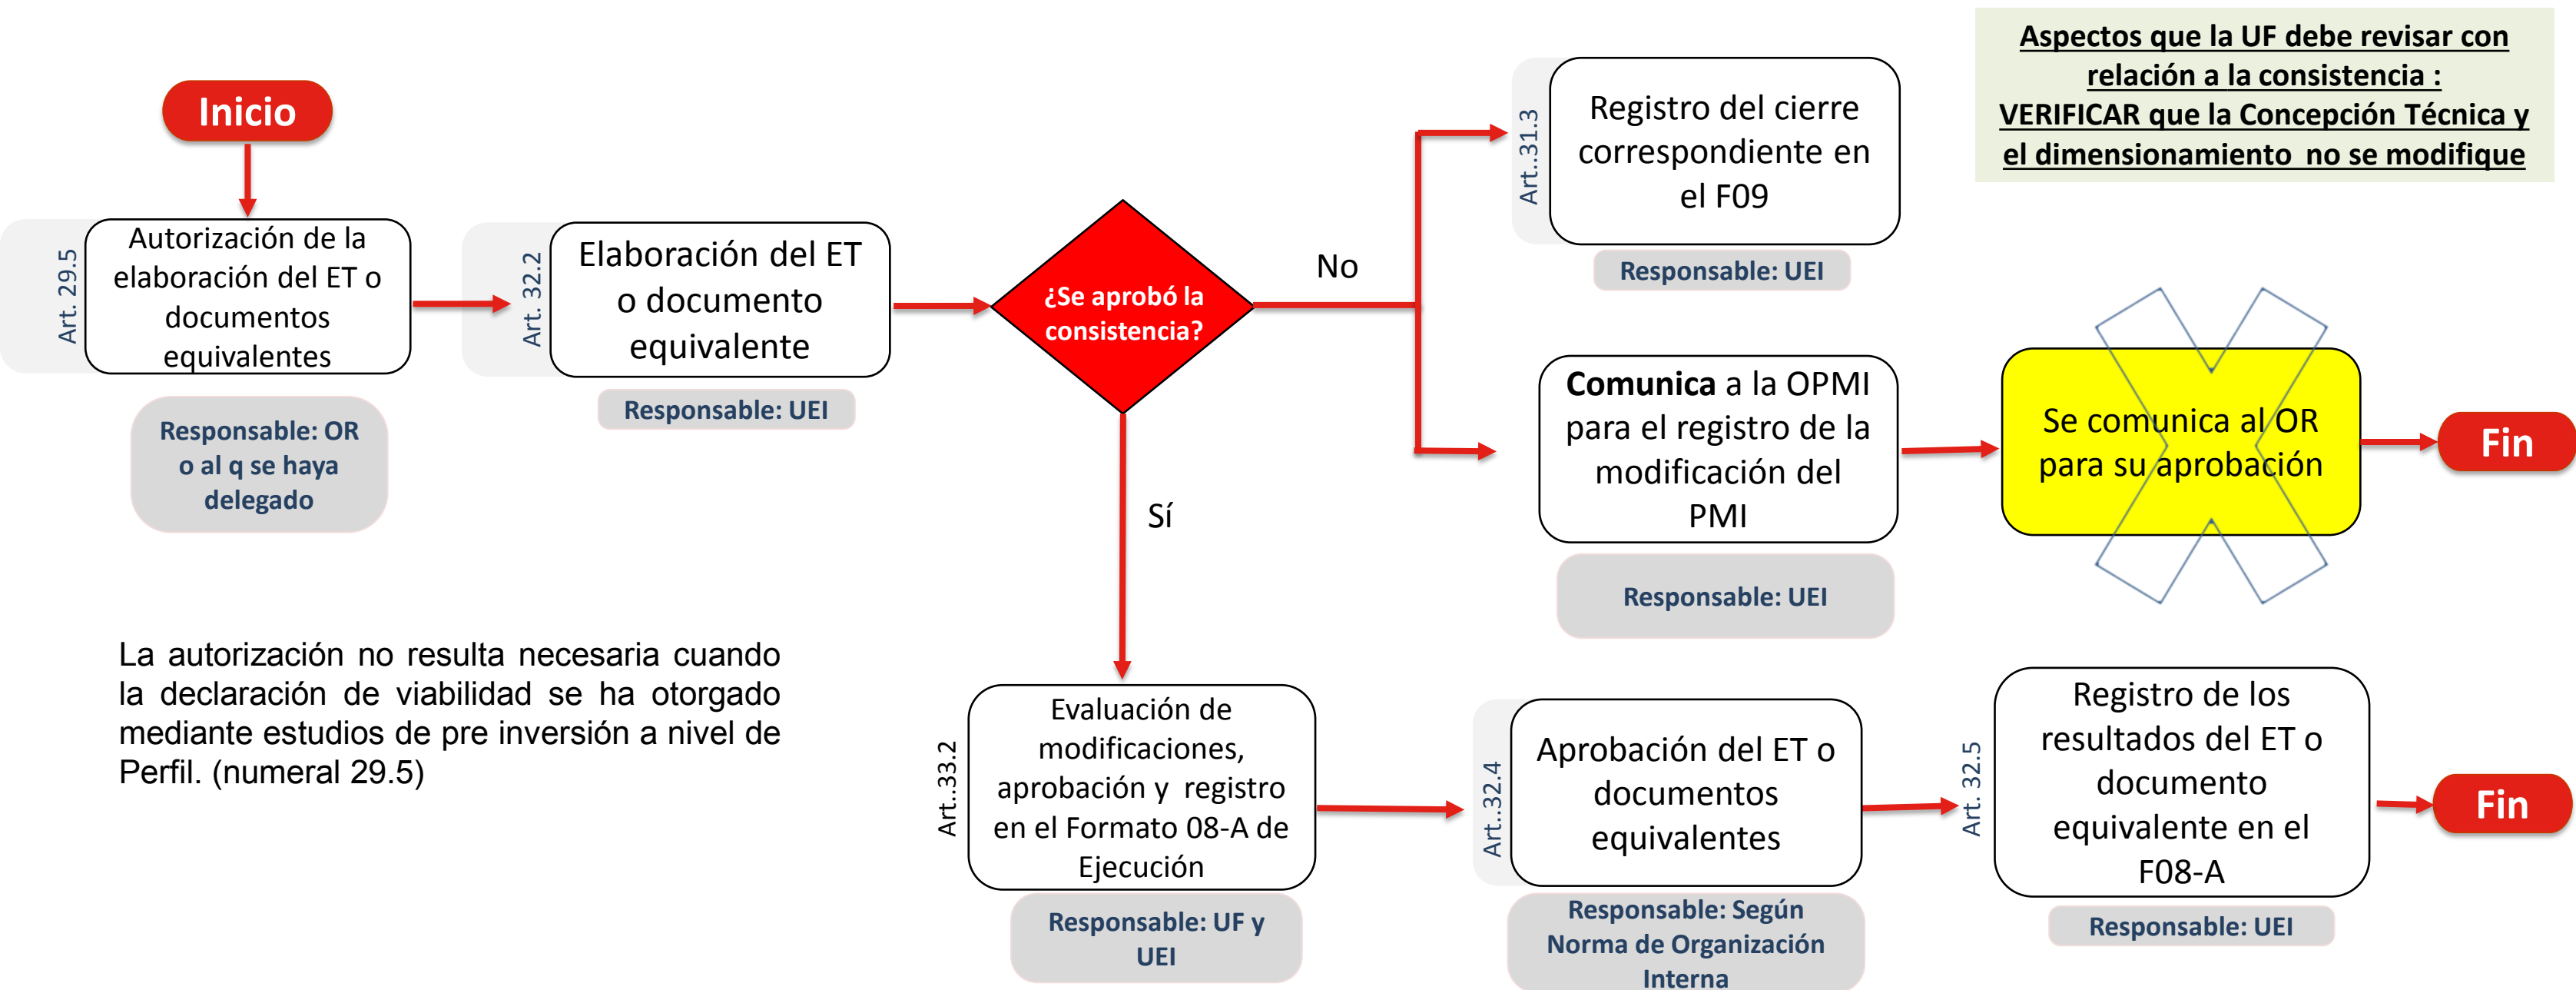 Inicio
Art. 29.5
Autorización de la
elaboración del ET o
documentos
equivalentes
Responsable: OR
o al q se haya
delegado
Art. 32.2
Elaboración del ET
o documento
equivalente
Responsable: UEI
¿Se aprobó la
consistencia?
No
Sí
Art..31.3
Registro del cierre
correspondiente en
el F09
Responsable: UEI
Aspectos que la UF debe revisar con
relación a la consistencia :
VERIFICAR que la Concepción Técnica y
el dimensionamiento no se modifique
Comunica a la OPMI
para el registro de la
modificación del
PMI
Responsable: UEI
Se comunica al OR
para su aprobación
Fin
La autorización no resulta necesaria cuando
la declaración de viabilidad se ha otorgado
mediante estudios de pre inversión a nivel de
Perfil. (numeral 29.5)
Art..33.2
Evaluación de
modificaciones,
aprobación y registro
en el Formato 08-A de
Ejecución
Responsable: UF y
UEI
Art..32.4
Aprobación del ET o
documentos
equivalentes
Responsable: Según
Norma de Organización
Interna
Art. 32.5
Registro de los
resultados del ET o
documento
equivalente en el
F08-A
Responsable: UEI
Fin